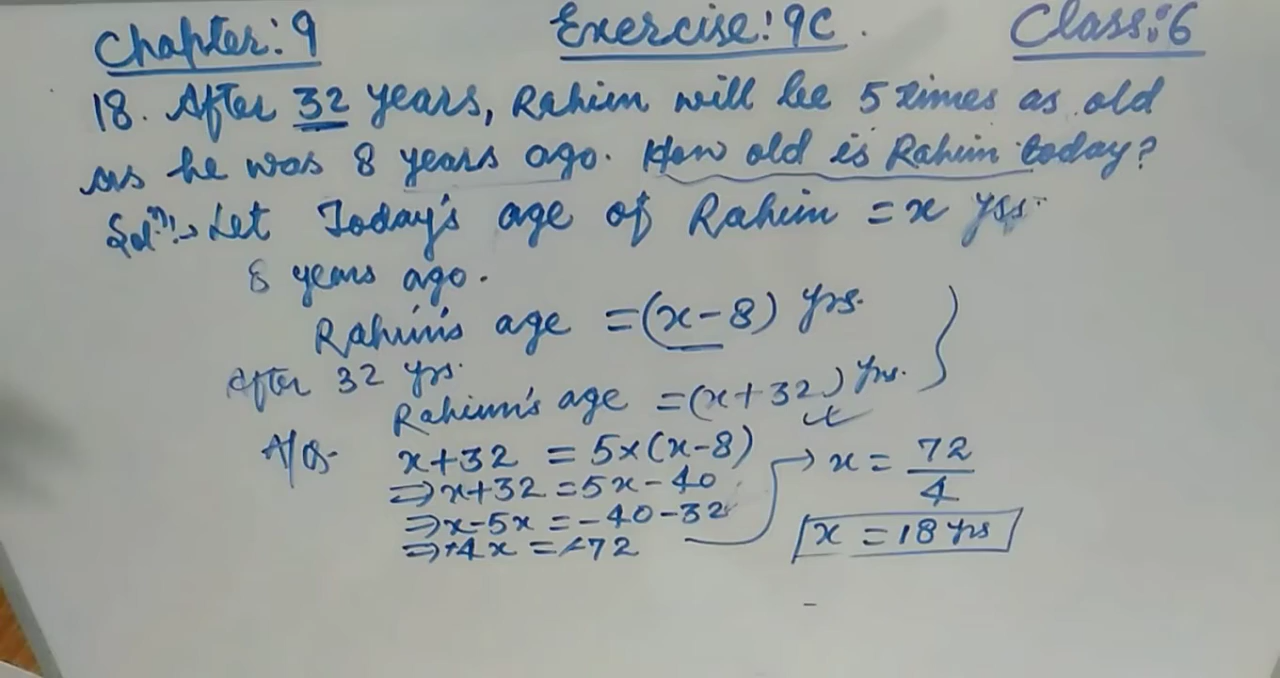 Chapter: 9 Exercise: 9C. Class: 6
18. After 32 years, Rahim will be 5 times as old
as he was 8 years ago. How old is Rahim today?
Solⁿ:- Let Today's age of Rahim = x yrs.
8 years ago.
Rahim's age = (x-8) yrs.
After 32 yrs.
Rahim's age = (x+32) yrs.
A/Q. x+32 = 5×(x-8)
⇒ x+32 = 5x-40
⇒ x-5x = -40-32
⇒ -4x = -72
→ x = 72/4
x = 18 yrs